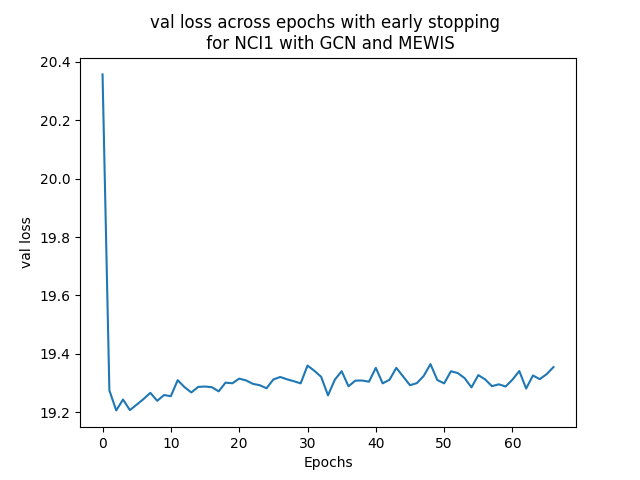 val loss across epochs with early stopping
for NCI1 with GCN and MEWIS
20.4
20.2
20.0
19.8
19.6
19.4
19.2
val loss
0 10 20 30 40 50 60
Epochs